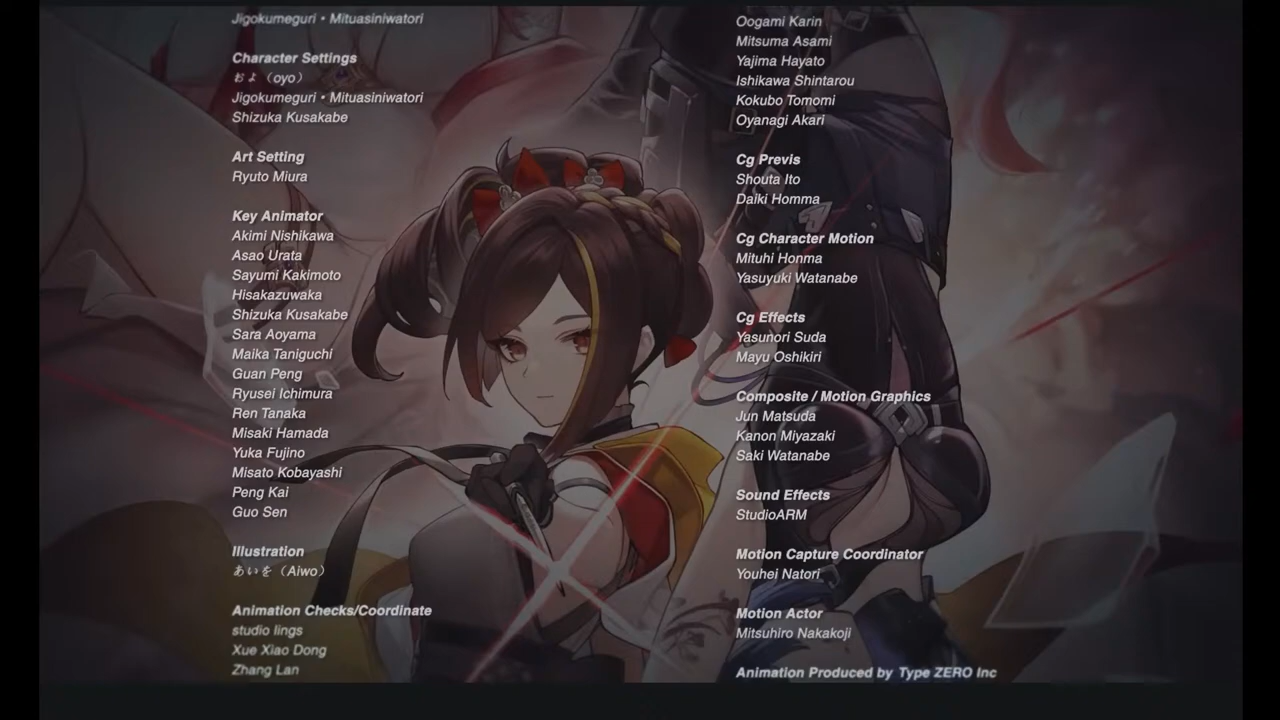 Jigokumeguri・Mituasiniwatori
Character Settings
およ（oyo）
Jigokumeguri・Mituasiniwatori
Shizuka Kusakabe
Art Setting
Ryuto Miura
Key Animator
Akimi Nishikawa
Asao Urata
Sayumi Kakimoto
Hisakazuwaka
Shizuka Kusakabe
Sara Aoyama
Maika Taniguchi
Guan Peng
Ryusei Ichimura
Ren Tanaka
Misaki Hamada
Yuka Fujino
Misato Kobayashi
Peng Kai
Guo Sen
Illustration
あいを（Aiwo）
Animation Checks/Coordinate
studio lings
Xue Xiao Dong
Zhang Lan
Oogami Karin
Mitsuma Asami
Yajima Hayato
Ishikawa Shintarou
Kokubo Tomomi
Oyanagi Akari
Cg Previs
Shouta Ito
Daiki Homma
Cg Character Motion
Mituhi Honma
Yasuyuki Watanabe
Cg Effects
Yasunori Suda
Mayu Oshikiri
Composite / Motion Graphics
Jun Matsuda
Kanon Miyazaki
Saki Watanabe
Sound Effects
StudioARM
Motion Capture Coordinator
Youhei Natori
Motion Actor
Mitsuhiro Nakakoji
Animation Produced by Type ZERO Inc